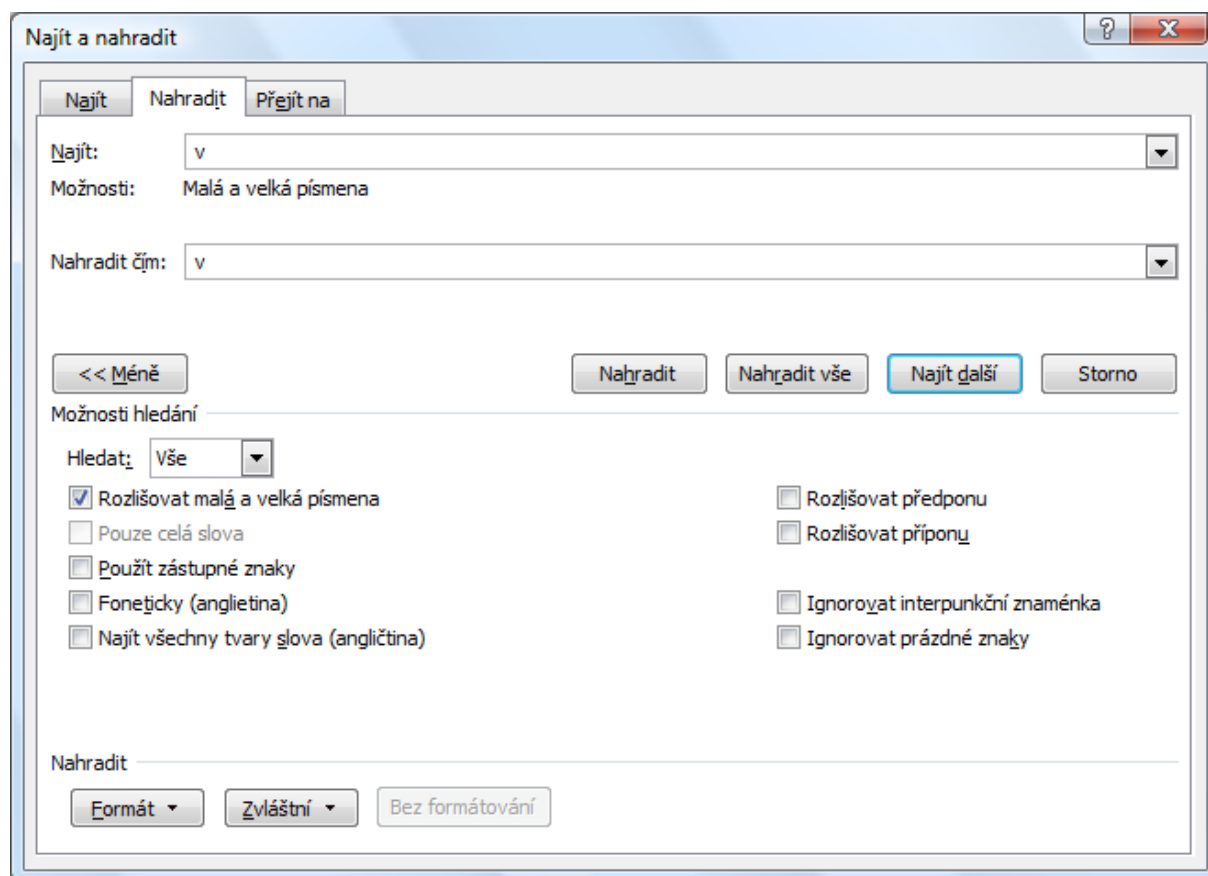 Najít a nahradit
Najít Nahradit Přejít na
Najít: v
Možnosti: Malá a velká písmena
Nahradit čím: v
<< Méně Nahradit Nahradit vše Najít další Storno
Možnosti hledání
Hledat: Vše
Rozlišovat malá a velká písmena Rozlišovat předponu
Pouze celá slova Rozlišovat příponu
Použít zástupné znaky
Foneticky (anglietina) Ignorovat interpunkční znaménka
Najít všechny tvary slova (angličtina) Ignorovat prázdné znaky
Nahradit
Formát Zvláštní Bez formátování